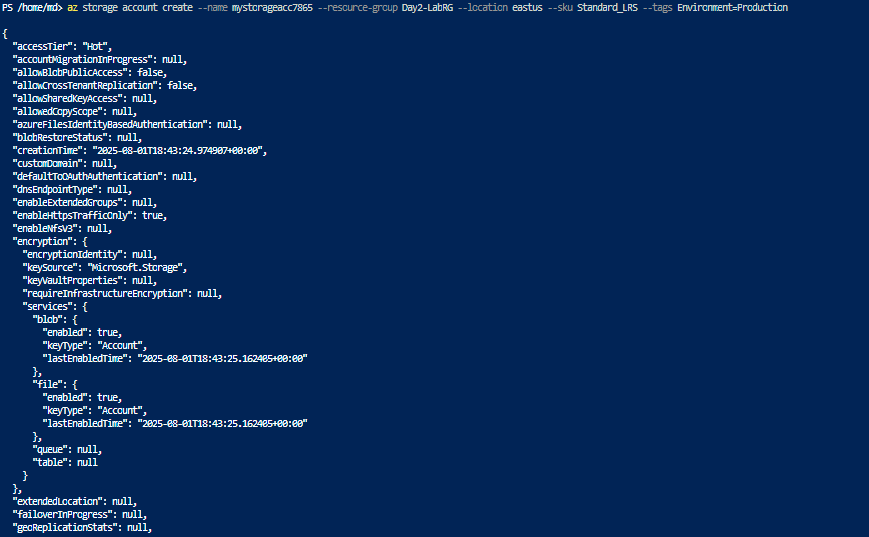 PS /home/md> az storage account create --name mystorageacc7865 --resource-group Day2-LabRG --location eastus --sku Standard_LRS --tags Environment=Production
{
"accessTier": "Hot",
"accountMigrationInProgress": null,
"allowBlobPublicAccess": false,
"allowCrossTenantReplication": false,
"allowSharedKeyAccess": null,
"allowedCopyScope": null,
"azureFilesIdentityBasedAuthentication": null,
"blobRestoreStatus": null,
"creationTime": "2025-08-01T18:43:24.974907+00:00",
"customDomain": null,
"defaultToOAuthAuthentication": null,
"dnsEndpointType": null,
"enableExtendedGroups": null,
"enableHttpsTrafficOnly": true,
"enableNfsV3": null,
"encryption": {
"encryptionIdentity": null,
"keySource": "Microsoft.Storage",
"keyVaultProperties": null,
"requireInfrastructureEncryption": null,
"services": {
"blob": {
"enabled": true,
"keyType": "Account",
"lastEnabledTime": "2025-08-01T18:43:25.162405+00:00"
},
"file": {
"enabled": true,
"keyType": "Account",
"lastEnabledTime": "2025-08-01T18:43:25.162405+00:00"
},
"queue": null,
"table": null
}
},
"extendedLocation": null,
"failoverInProgress": null,
"geoReplicationStats": null,